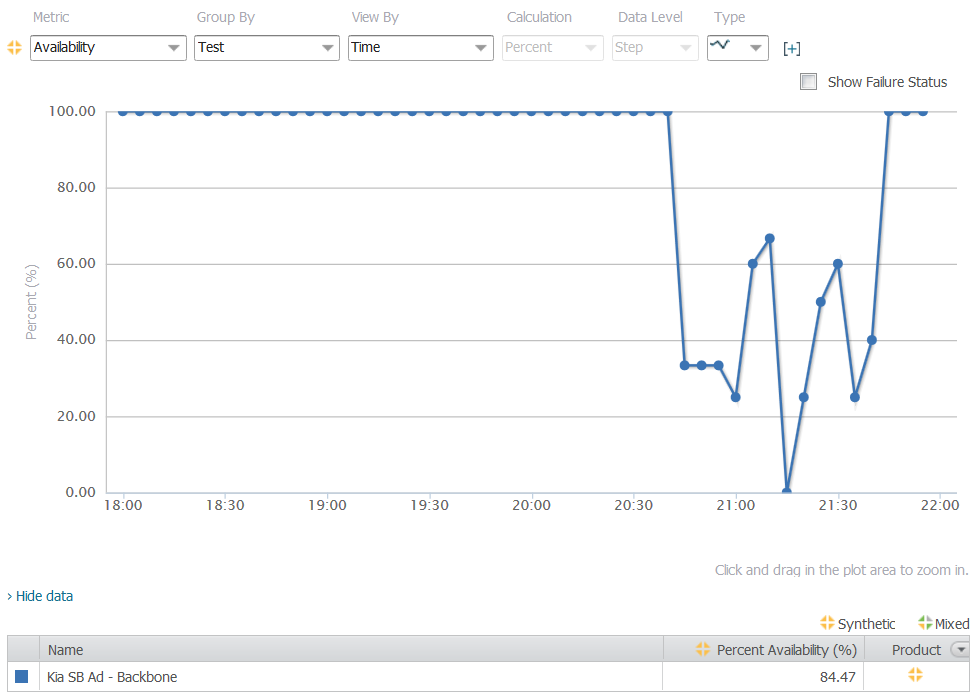 Metric Group By View By Calculation Data Level Type
Availability Test Time Percent Step [+]
Show Failure Status
100.00
80.00
60.00
40.00
20.00
0.00
Percent (%)
18:00 18:30 19:00 19:30 20:00 20:30 21:00 21:30 22:00
Click and drag in the plot area to zoom in.
› Hide data
Synthetic Mixed
Name Percent Availability (%) Product
Kia SB Ad - Backbone 84.47